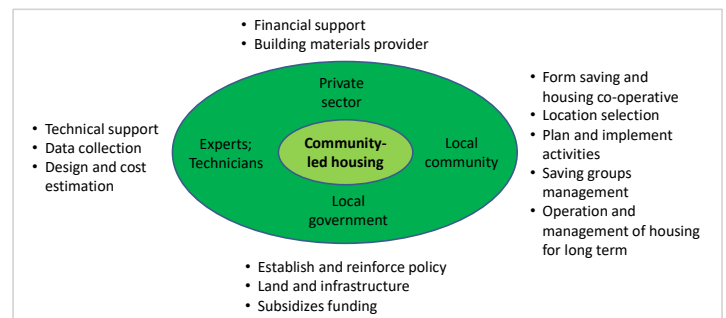 • Financial support
• Building materials provider
Private
sector
• Technical support
• Data collection
• Design and cost
estimation
Experts;
Technicians
Community-
led housing
Local
community
• Form saving and
housing co-operative
• Location selection
• Plan and implement
activities
• Saving groups
management
• Operation and
management of housing
for long term
Local
government
• Establish and reinforce policy
• Land and infrastructure
• Subsidizes funding